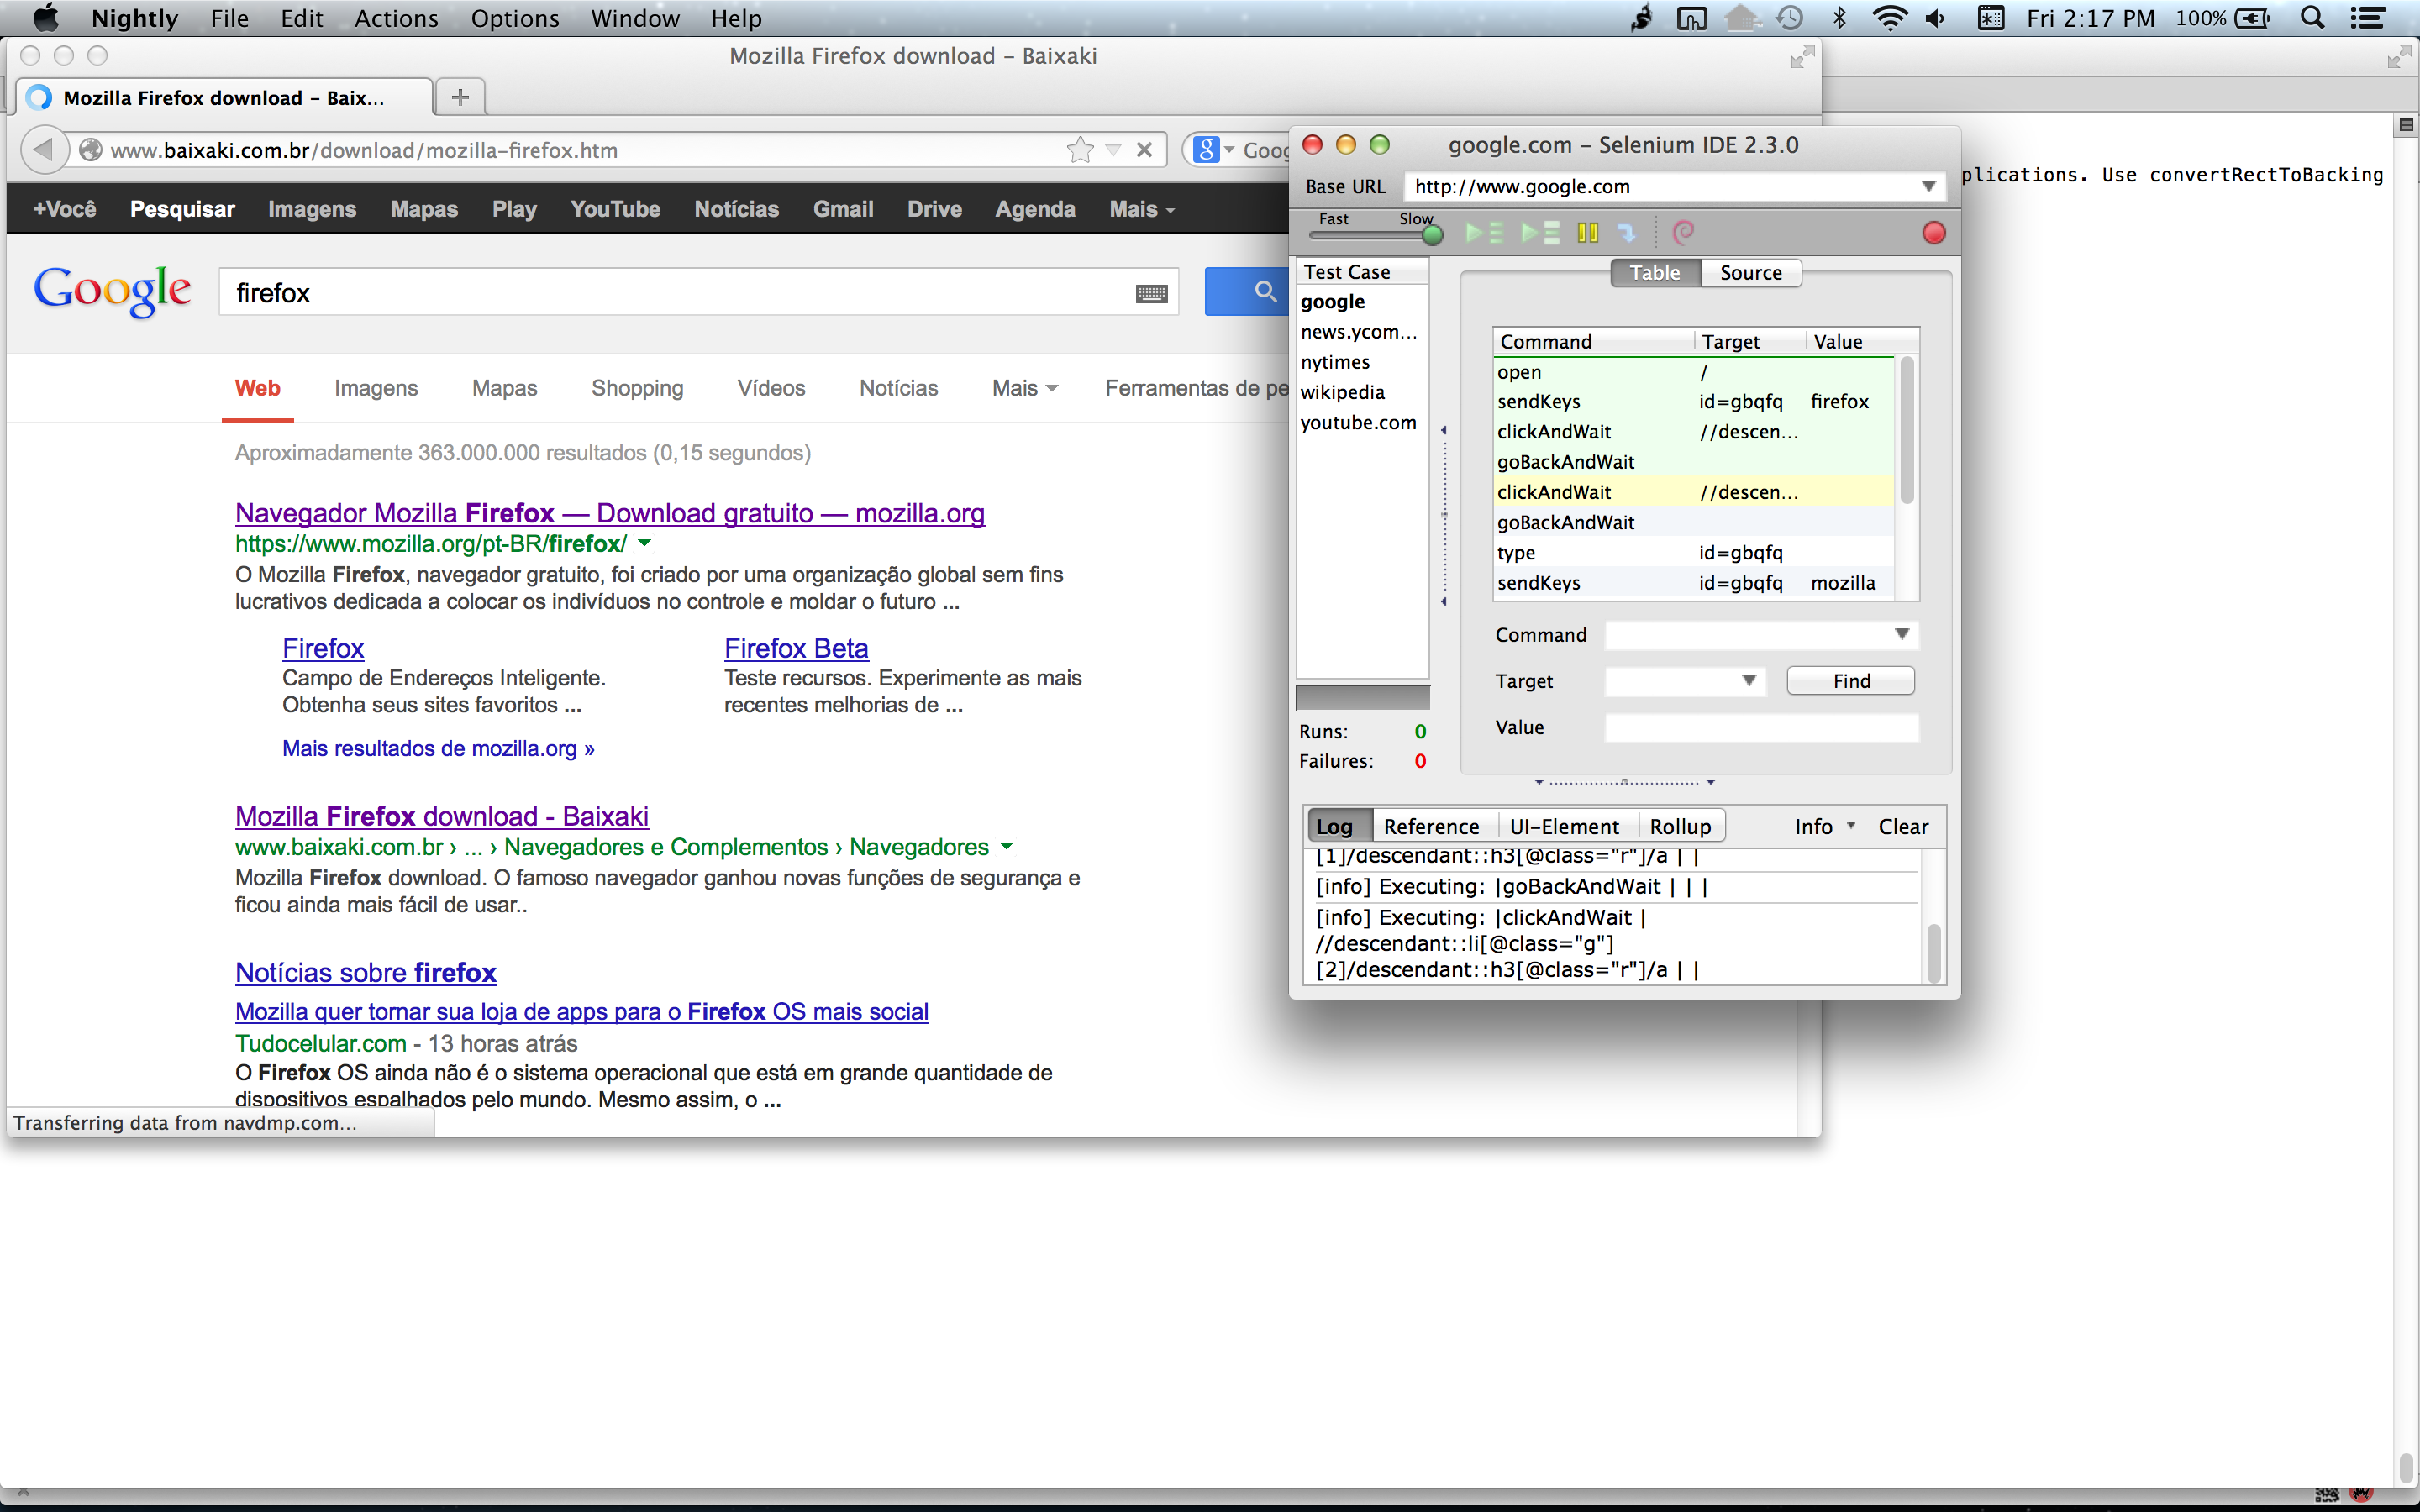 Nightly File Edit Actions Options Window Help
Fri 2:17 PM 100%
Mozilla Firefox download – Baixaki
Mozilla Firefox download – Baix...
www.baixaki.com.br/download/mozilla-firefox.htm
+Você Pesquisar Imagens Mapas Play YouTube Notícias Gmail Drive Agenda Mais
Google
firefox
Web Imagens Mapas Shopping Vídeos Notícias Mais Ferramentas de pe
Aproximadamente 363.000.000 resultados (0,15 segundos)
Navegador Mozilla Firefox — Download gratuito — mozilla.org
https://www.mozilla.org/pt-BR/firefox/
O Mozilla Firefox, navegador gratuito, foi criado por uma organização global sem fins
lucrativos dedicada a colocar os indivíduos no controle e moldar o futuro ...
Firefox
Campo de Endereços Inteligente.
Obtenha seus sites favoritos ...
Firefox Beta
Teste recursos. Experimente as mais
recentes melhorias de ...
Mais resultados de mozilla.org »
Mozilla Firefox download - Baixaki
www.baixaki.com.br › ... › Navegadores e Complementos › Navegadores
Mozilla Firefox download. O famoso navegador ganhou novas funções de segurança e
ficou ainda mais fácil de usar..
Notícias sobre firefox
Mozilla quer tornar sua loja de apps para o Firefox OS mais social
Tudocelular.com - 13 horas atrás
O Firefox OS ainda não é o sistema operacional que está em grande quantidade de
dispositivos espalhados pelo mundo. Mesmo assim, o ...
Transferring data from navdmp.com...
google.com – Selenium IDE 2.3.0
Base URL http://www.google.com
Fast Slow
Test Case
google
news.ycom...
nytimes
wikipedia
youtube.com
Runs: 0
Failures: 0
Table Source
Command Target Value
open /
sendKeys id=gbqfq firefox
clickAndWait //descen...
goBackAndWait
clickAndWait //descen...
goBackAndWait
type id=gbqfq
sendKeys id=gbqfq mozilla
Command
Target Find
Value
Log Reference UI-Element Rollup Info Clear
[1]/descendant::h3[@class="r"]/a | |
[info] Executing: |goBackAndWait | | |
[info] Executing: |clickAndWait |
//descendant::li[@class="g"]
[2]/descendant::h3[@class="r"]/a | |
plications. Use convertRectToBacking